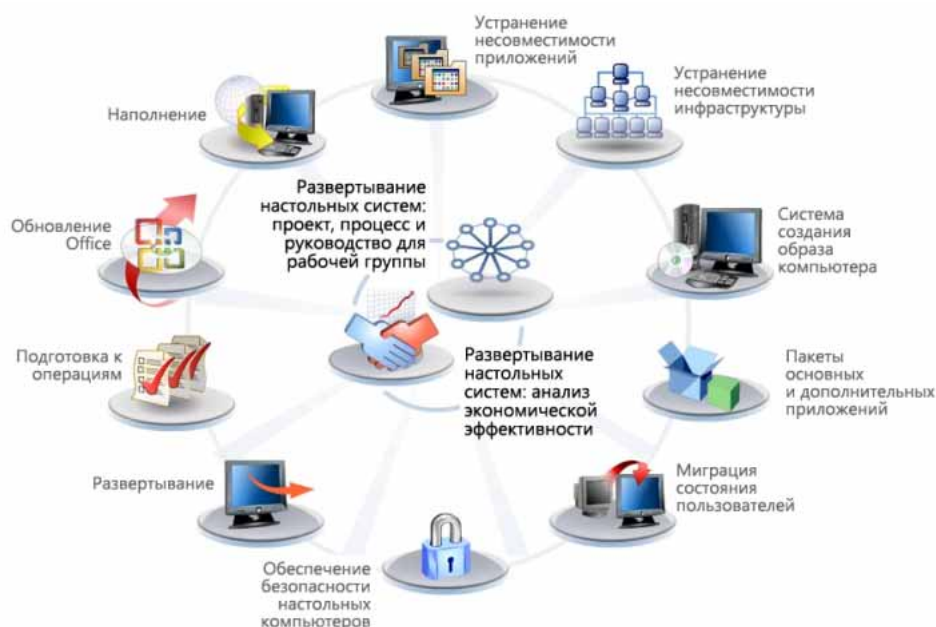 Устранение
несовместимости
приложений
Устранение
несовместимости
инфраструктуры
Наполнение
Развертывание
настольных систем:
проект, процесс и
руководство для
рабочей группы
Обновление
Office
Система
создания
образа
компьютера
Подготовка к
операциям
Развертывание
настольных
систем: анализ
экономической
эффективности
Пакеты
основных
и дополнительных
приложений
Развертывание
Миграция
состояния
пользователей
Обеспечение
безопасности
настольных
компьютеров